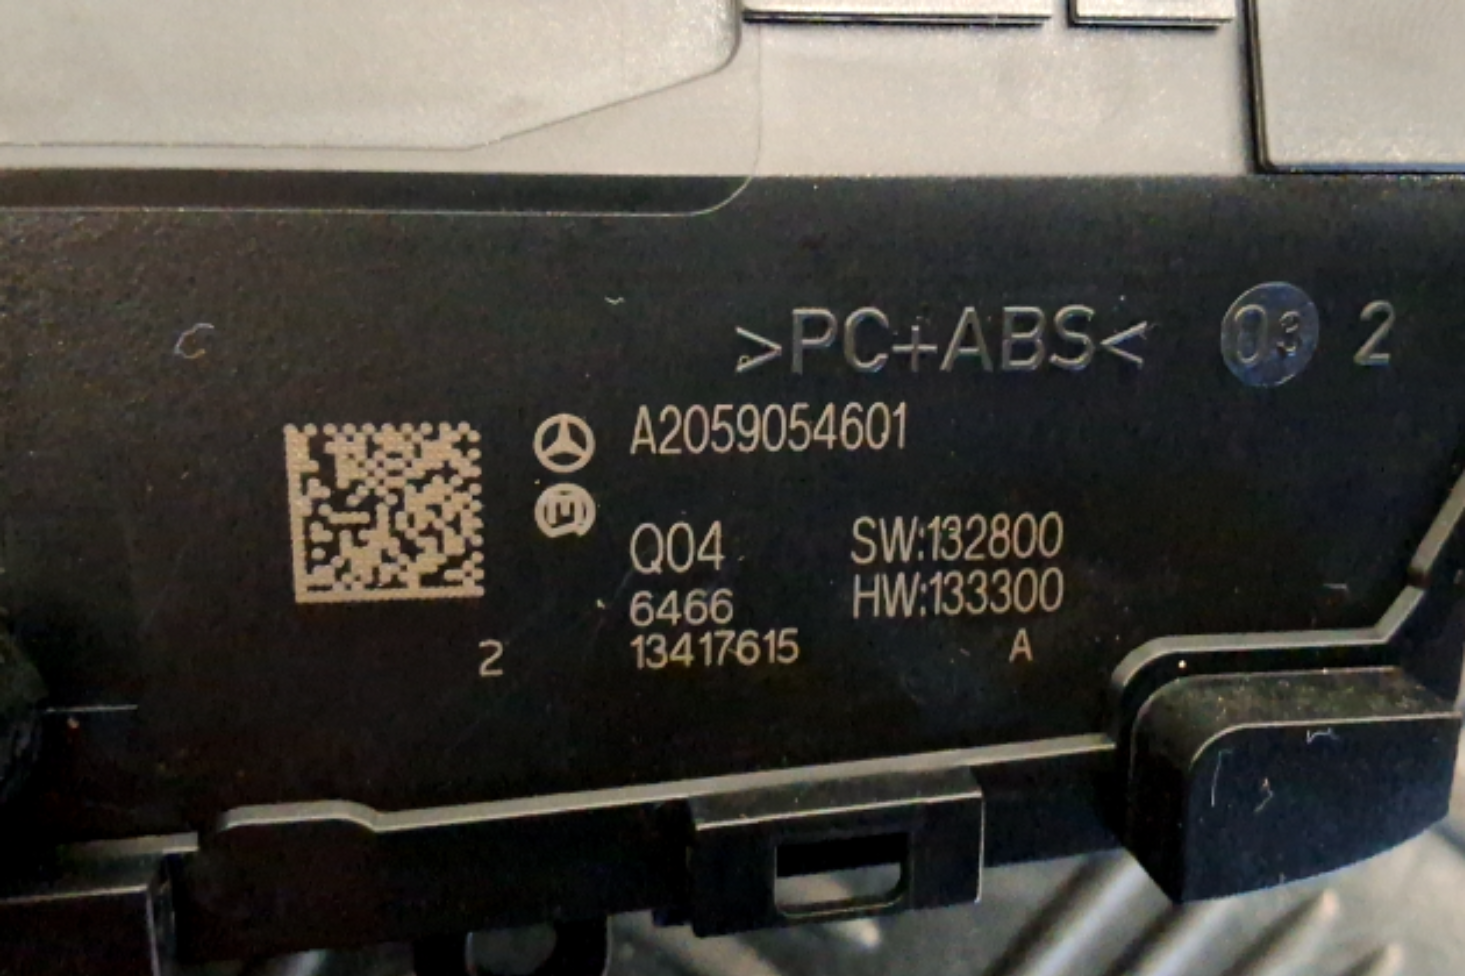 >PC+ABS< 03 2
A2059054601
Q04 SW:132800
6466 HW:133300
13417615 A
2